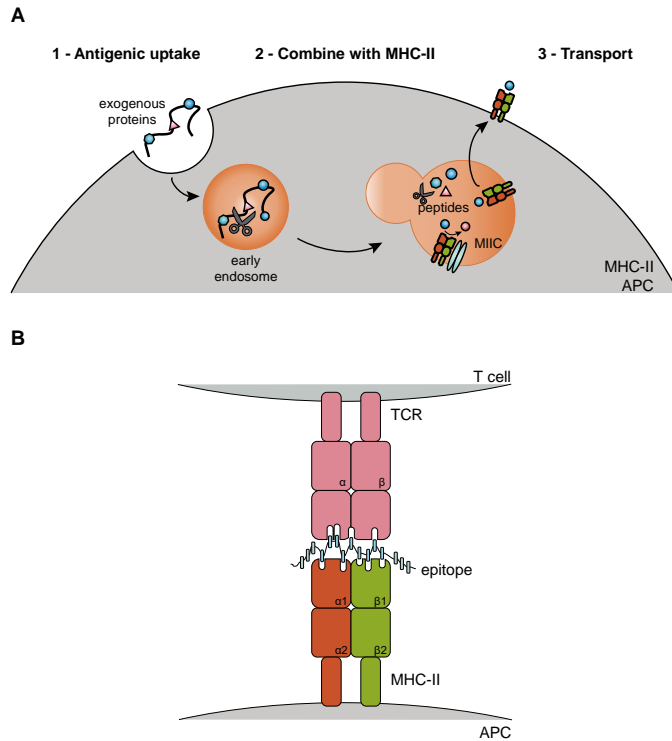 A
1 - Antigenic uptake
2 - Combine with MHC-II
3 - Transport
exogenous
proteins
early
endosome
peptides
MIIC
MHC-II
APC
B
T cell
TCR
α
β
epitope
α1
β1
α2
β2
MHC-II
APC